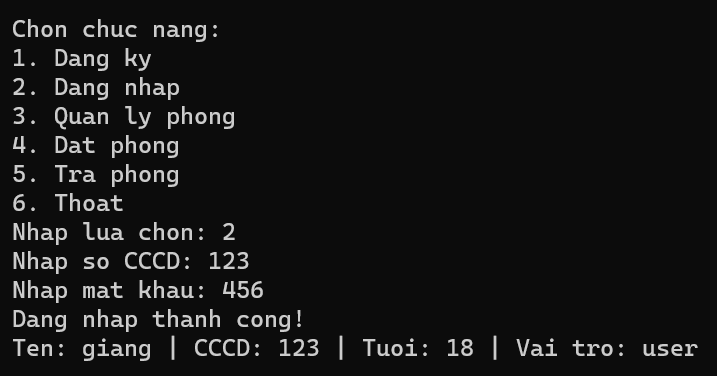 Chon chuc nang:
1. Dang ky
2. Dang nhap
3. Quan ly phong
4. Dat phong
5. Tra phong
6. Thoat
Nhap lua chon: 2
Nhap so CCCD: 123
Nhap mat khau: 456
Dang nhap thanh cong!
Ten: giang | CCCD: 123 | Tuoi: 18 | Vai tro: user